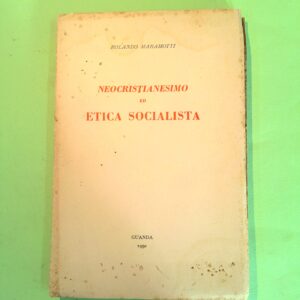 ROLANDO MARAMOTTI
NEOCRISTIANESIMO
ED
ETICA SOCIALISTA
GUANDA
1950